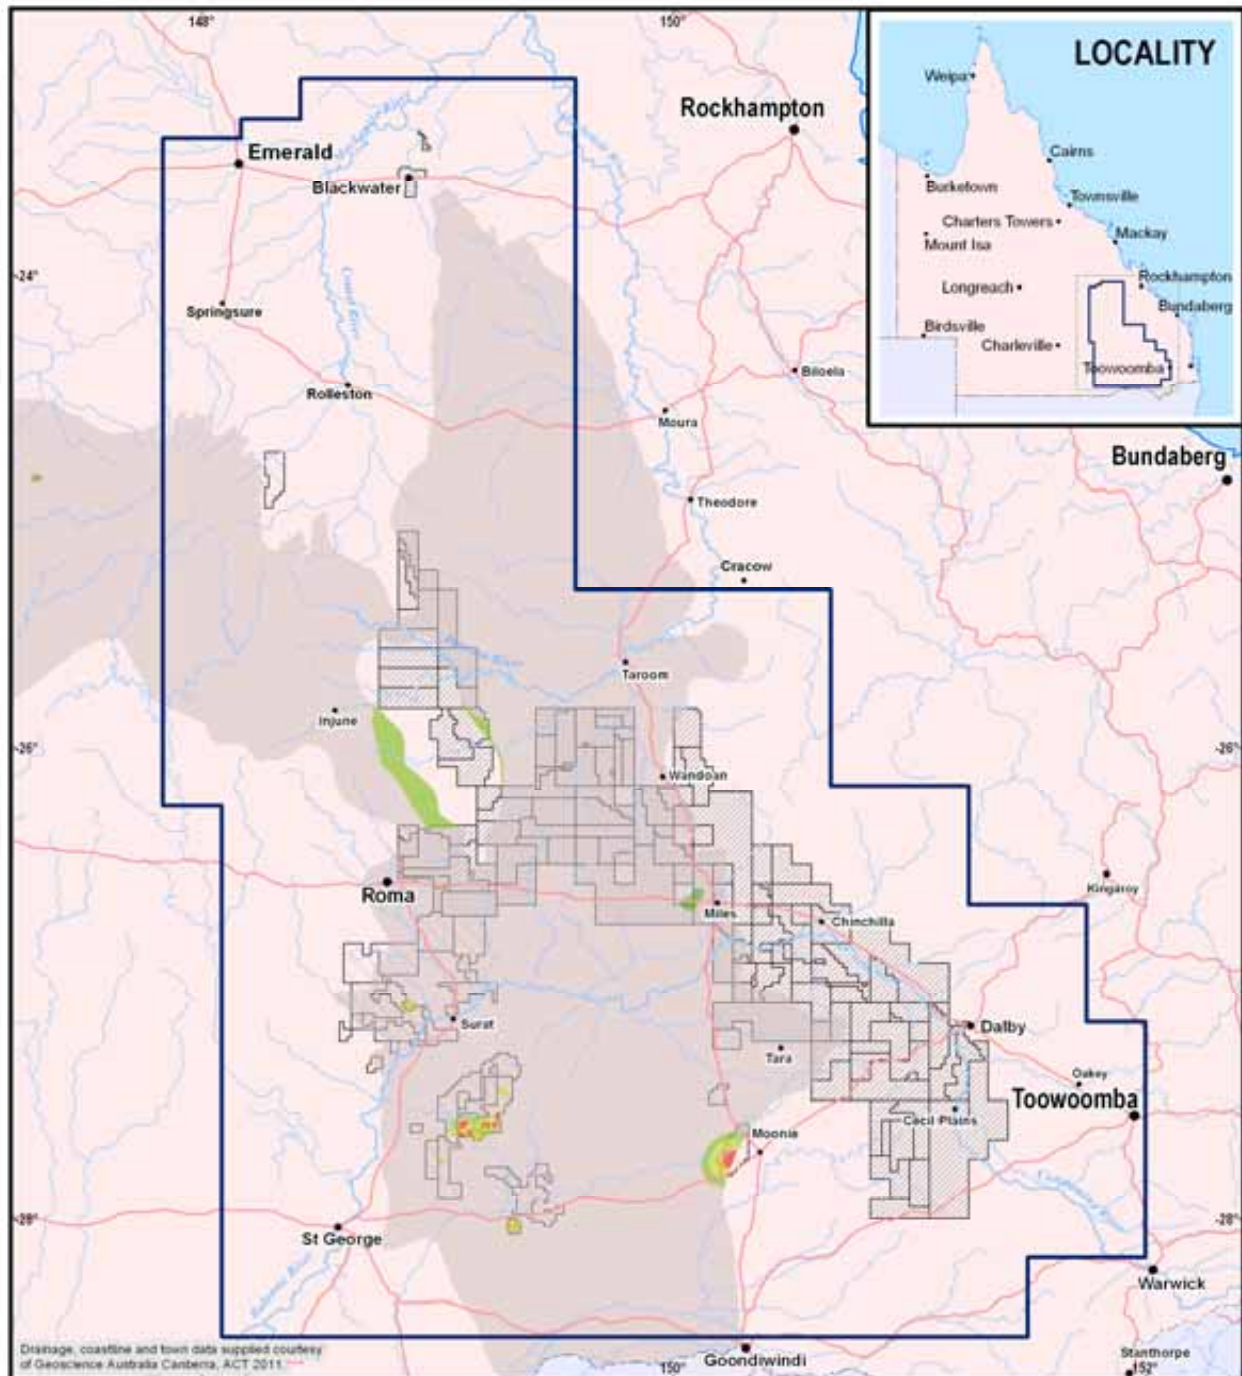 148°
150°
LOCALITY
Weipa
Rockhampton
Emerald
Blackwater
Cairns
Burketown
Townsville
Charters Towers
Mackay
Mount Isa
-24°
Longreach
Rockhampton
Springsure
Bundaberg
Birdsville
Charleville
Toowoomba
Biloela
Rolleston
Moura
Bundaberg
Theodore
Cracow
Taroom
Injune
-26°
-26°
Wandoan
Kingaroy
Roma
Miles
Chinchilla
Surat
Dalby
Tara
Oakey
Toowoomba
Cecil Plains
Moonie
-28°
-28°
St George
Warwick
Drainage, coastline and town data supplied courtesy
of Geoscience Australia Canberra, ACT 2011
Goondiwindi
Stanthorpe
150°
152°